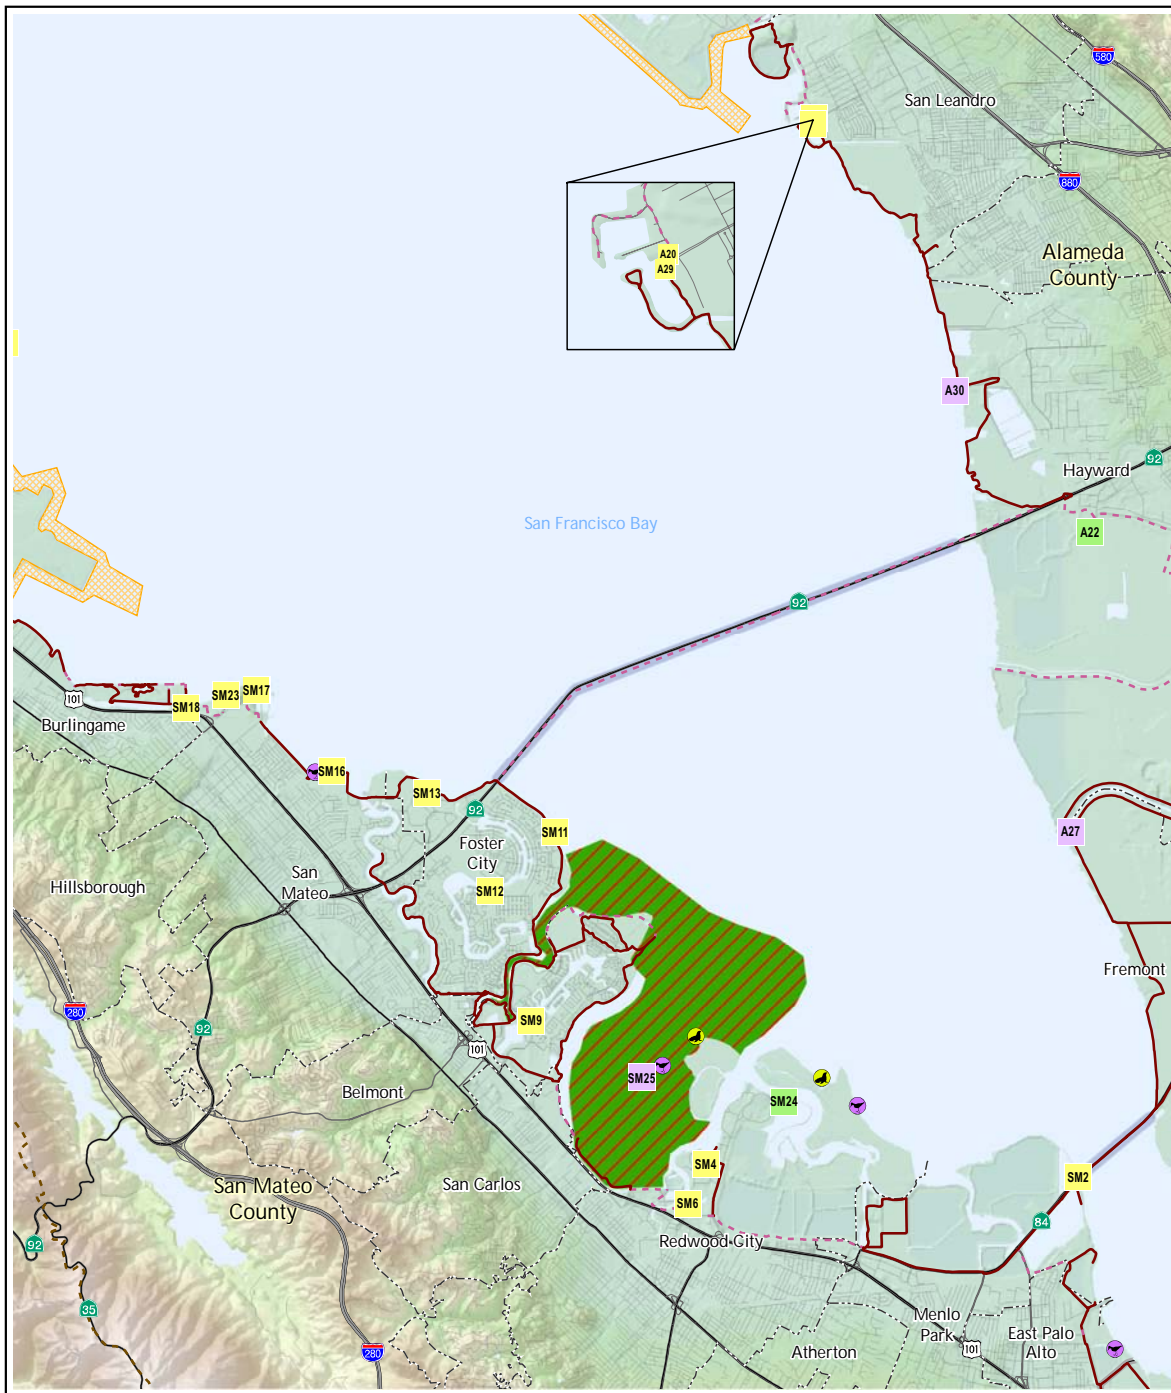 580
San Leandro
880
A20
A29
Alameda
County
A30
92
Hayward
San Francisco Bay
A22
92
101
SM18
SM23
SM17
Burlingame
SM16
SM13
92
SM11
A27
Foster
City
San
Mateo
SM12
Hillsborough
Fremont
280
92
SM9
101
SM25
Belmont
SM24
SM4
San Carlos
SM2
San Mateo
County
SM6
84
92
Redwood City
35
Menlo
Park
101
East Palo
Alto
280
Atherton